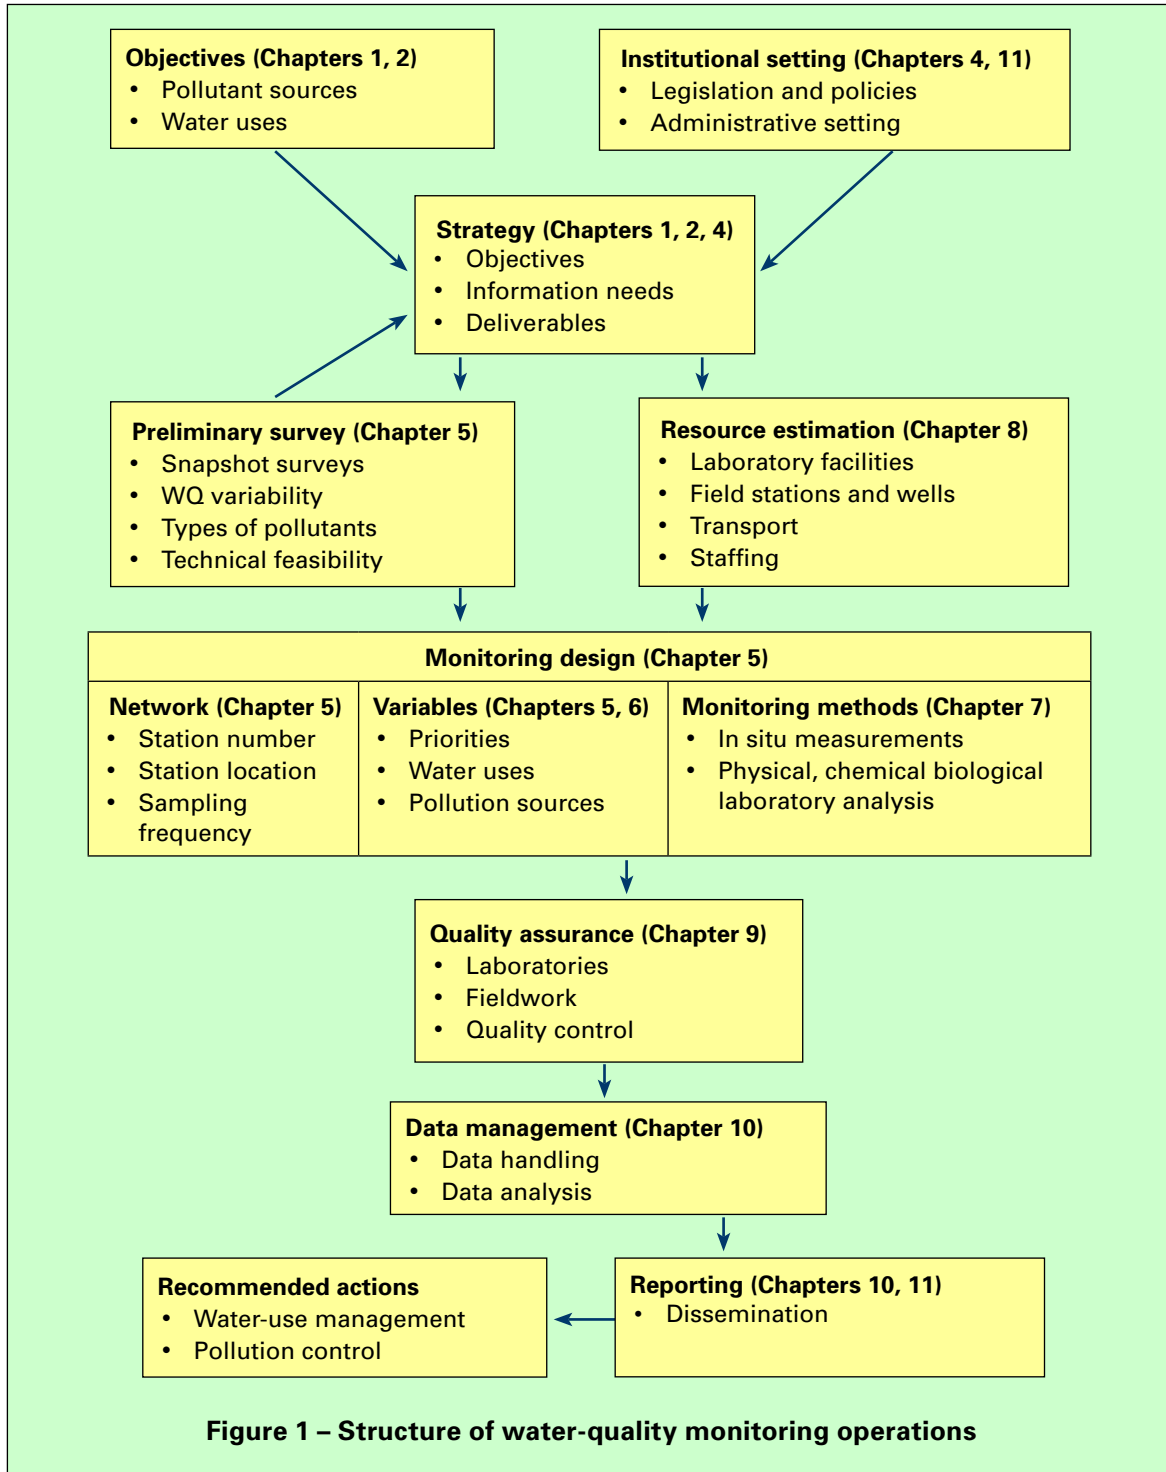 Objectives (Chapters 1, 2)
• Pollutant sources
• Water uses
Institutional setting (Chapters 4, 11)
• Legislation and policies
• Administrative setting
Strategy (Chapters 1, 2, 4)
• Objectives
• Information needs
• Deliverables
Preliminary survey (Chapter 5)
• Snapshot surveys
• WQ variability
• Types of pollutants
• Technical feasibility
Resource estimation (Chapter 8)
• Laboratory facilities
• Field stations and wells
• Transport
• Staffing
Monitoring design (Chapter 5)
Network (Chapter 5)
• Station number
• Station location
• Sampling
frequency
Variables (Chapters 5, 6)
• Priorities
• Water uses
• Pollution sources
Monitoring methods (Chapter 7)
• In situ measurements
• Physical, chemical biological
laboratory analysis
Quality assurance (Chapter 9)
• Laboratories
• Fieldwork
• Quality control
Data management (Chapter 10)
• Data handling
• Data analysis
Recommended actions
• Water-use management
• Pollution control
Reporting (Chapters 10, 11)
• Dissemination
Figure 1 – Structure of water-quality monitoring operations